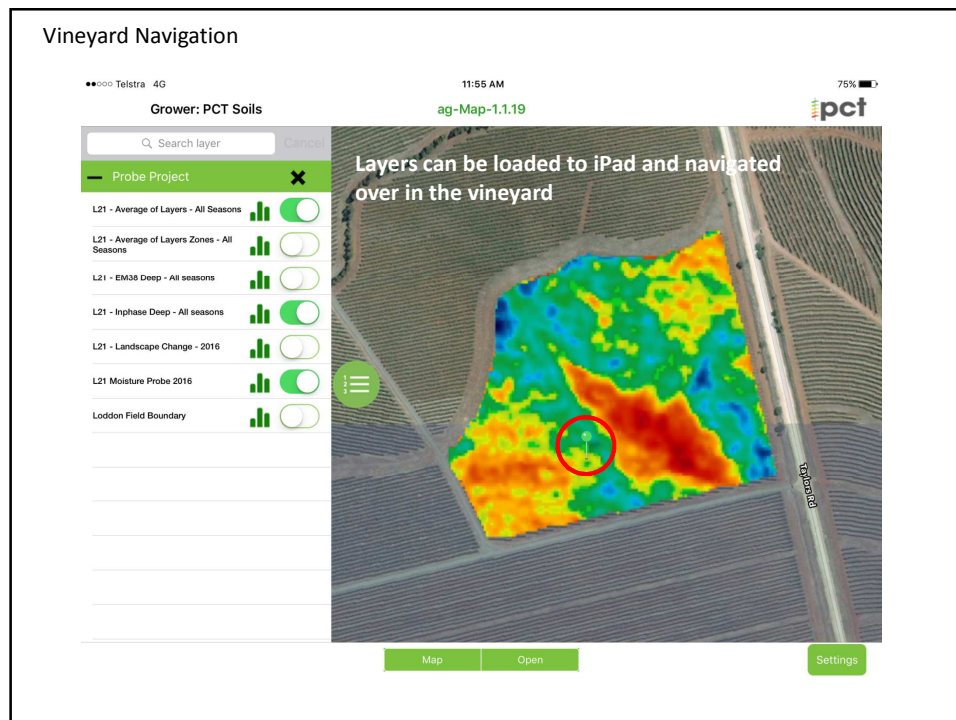 Vineyard Navigation
Telstra 4G
11:55 AM
75%
Grower: PCT Soils
ag-Map-1.1.19
pct
Search layer
Cancel
Probe Project
L21 - Average of Layers - All Seasons
L21 - Average of Layers Zones - All
Seasons
L21 - EM38 Deep - All seasons
L21 - Inphase Deep - All seasons
L21 - Landscape Change - 2016
L21 Moisture Probe 2016
Loddon Field Boundary
Layers can be loaded to iPad and navigated
over in the vineyard
1
2
3
Taylors Rd
Map
Open
Settings